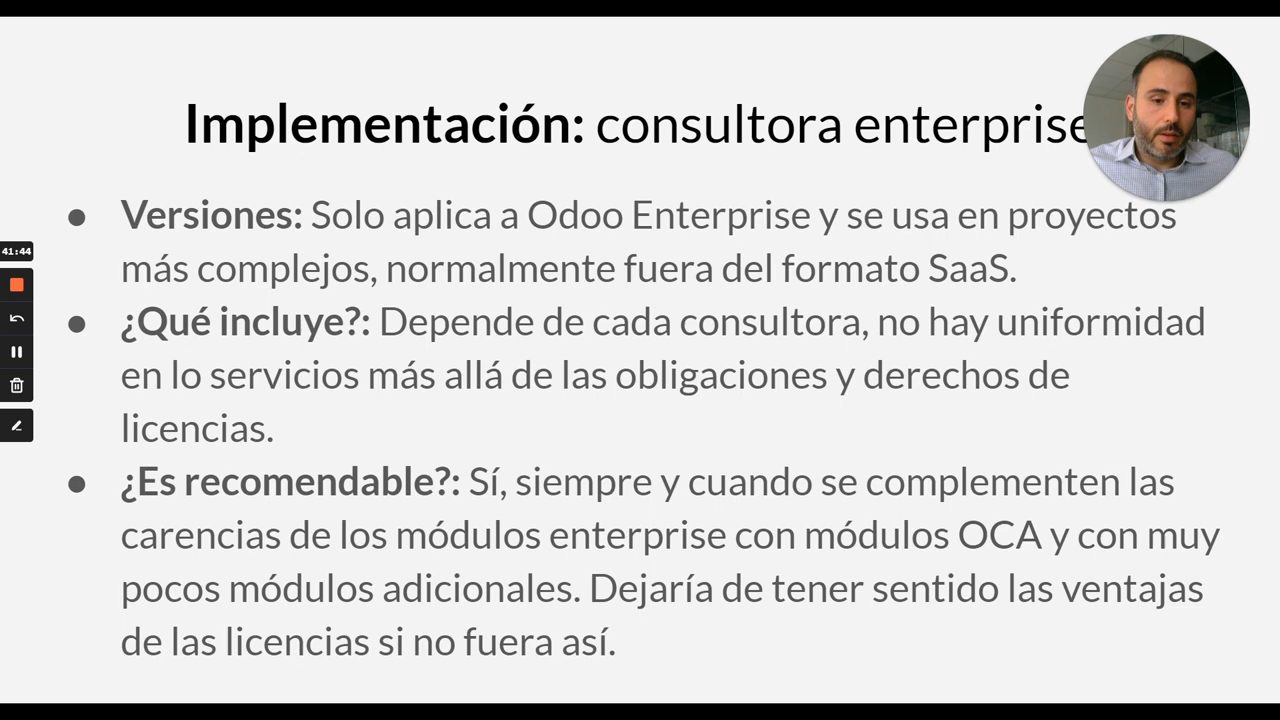 Implementación: consultora enterprise
● Versiones: Solo aplica a Odoo Enterprise y se usa en proyectos
más complejos, normalmente fuera del formato SaaS.
● ¿Qué incluye?: Depende de cada consultora, no hay uniformidad
en lo servicios más allá de las obligaciones y derechos de
licencias.
● ¿Es recomendable?: Sí, siempre y cuando se complementen las
carencias de los módulos enterprise con módulos OCA y con muy
pocos módulos adicionales. Dejaría de tener sentido las ventajas
de las licencias si no fuera así.
41:44